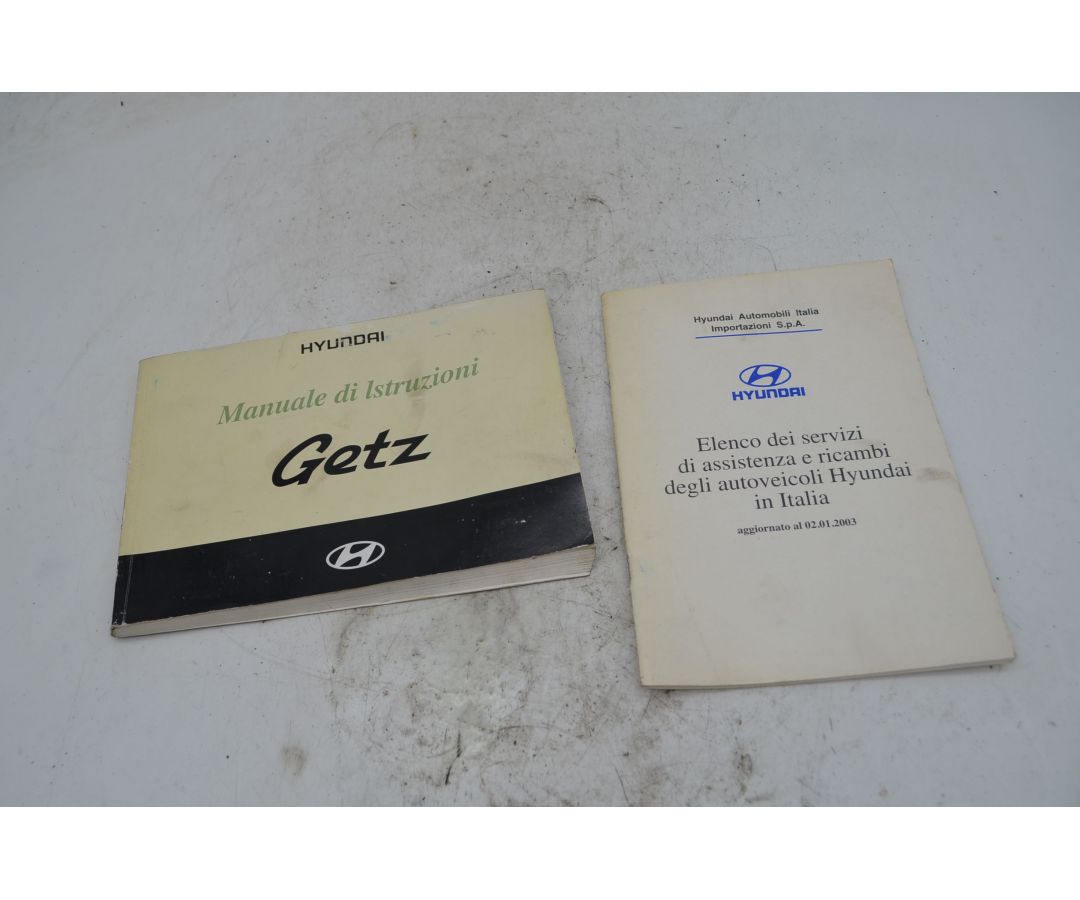 HYUNDAI
Manuale di Istruzioni
Getz
Hyundai Automobili Italia
Importazioni S.p.A.
HYUNDAI
Elenco dei servizi
di assistenza e ricambi
degli autoveicoli Hyundai
in Italia
aggiornato al 02.01.2003